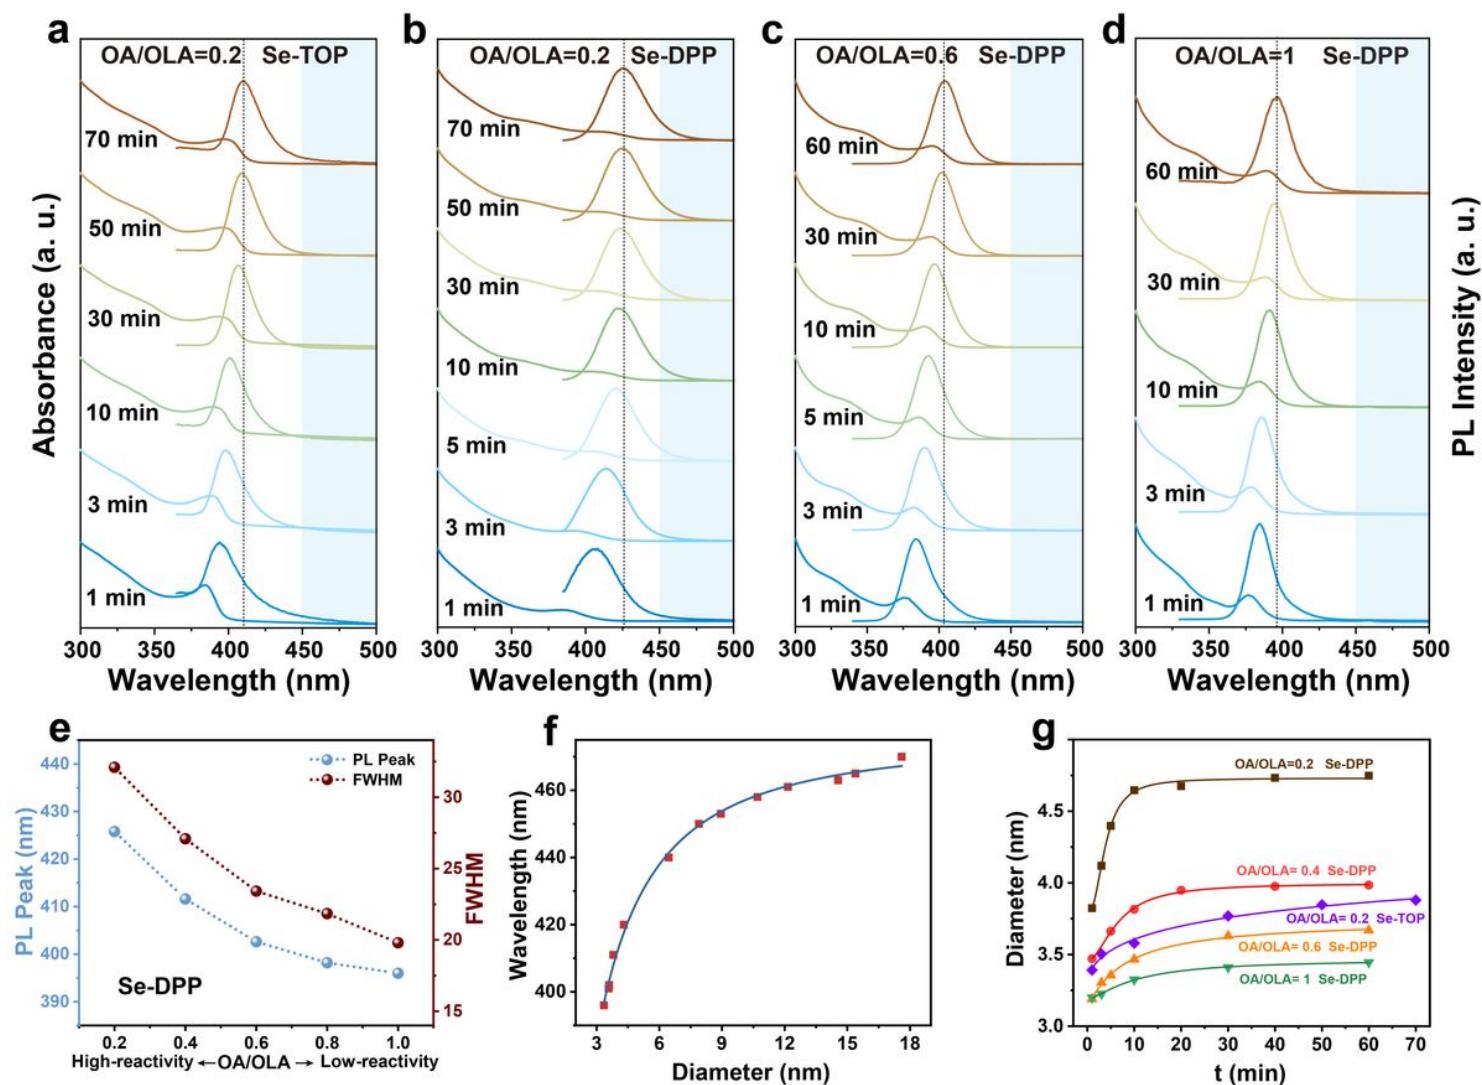 a
OA/OLA=0.2 Se-TOP
70 min
50 min
30 min
10 min
3 min
1 min
300 350 400 450 500
Wavelength (nm)
Absorbance (a. u.)
b
OA/OLA=0.2 Se-DPP
70 min
50 min
30 min
10 min
5 min
3 min
1 min
300 350 400 450 500
Wavelength (nm)
c
OA/OLA=0.6 Se-DPP
60 min
30 min
10 min
5 min
3 min
1 min
300 350 400 450 500
Wavelength (nm)
d
OA/OLA=1 Se-DPP
60 min
30 min
10 min
3 min
1 min
300 350 400 450 500
Wavelength (nm)
PL Intensity (a. u.)
e
PL Peak
FWHM
440
430
420
410
400
390
PL Peak (nm)
30
25
20
15
FWHM
Se-DPP
0.2 0.4 0.6 0.8 1.0
High-reactivity ←OA/OLA → Low-reactivity
f
460
440
420
400
Wavelength (nm)
3 6 9 12 15 18
Diameter (nm)
g
4.5
4.0
3.5
3.0
Diameter (nm)
OA/OLA=0.2 Se-DPP
OA/OLA= 0.4 Se-DPP
OA/OLA= 0.2 Se-TOP
OA/OLA= 0.6 Se-DPP
OA/OLA= 1 Se-DPP
0 10 20 30 40 50 60 70
t (min)